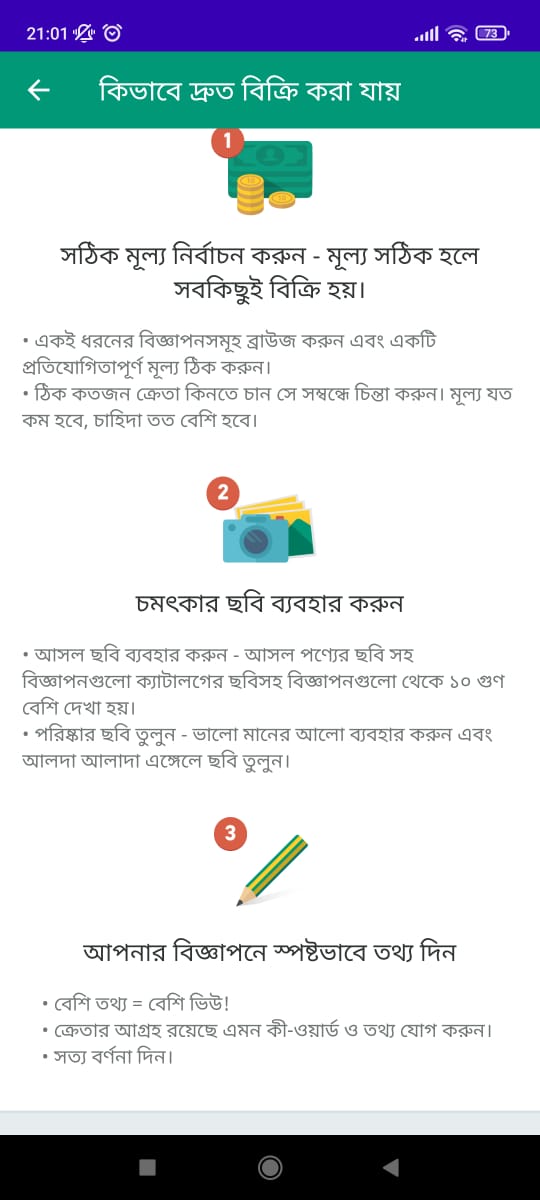 21:01
73
কিভাবে দ্রুত বিক্রি করা যায়
1
সঠিক মূল্য নির্বাচন করুন - মূল্য সঠিক হলে
সবকিছুই বিক্রি হয়।
• একই ধরনের বিজ্ঞাপনসমূহ ব্রাউজ করুন এবং একটি
প্রতিযোগিতাপূর্ণ মূল্য ঠিক করুন।
• ঠিক কতজন ক্রেতা কিনতে চান সে সম্বন্ধে চিন্তা করুন। মূল্য যত
কম হবে, চাহিদা তত বেশি হবে।
2
চমৎকার ছবি ব্যবহার করুন
• আসল ছবি ব্যবহার করুন - আসল পণ্যের ছবি সহ
বিজ্ঞাপনগুলো ক্যাটালগের ছবিসহ বিজ্ঞাপনগুলো থেকে ১০ গুণ
বেশি দেখা হয়।
• পরিষ্কার ছবি তুলুন - ভালো মানের আলো ব্যবহার করুন এবং
আলদা আলাদা এঙ্গেলে ছবি তুলুন।
3
আপনার বিজ্ঞাপনে স্পষ্টভাবে তথ্য দিন
• বেশি তথ্য = বেশি ভিউ!
• ক্রেতার আগ্রহ রয়েছে এমন কী-ওয়ার্ড ও তথ্য যোগ করুন।
• সত্য বর্ণনা দিন।